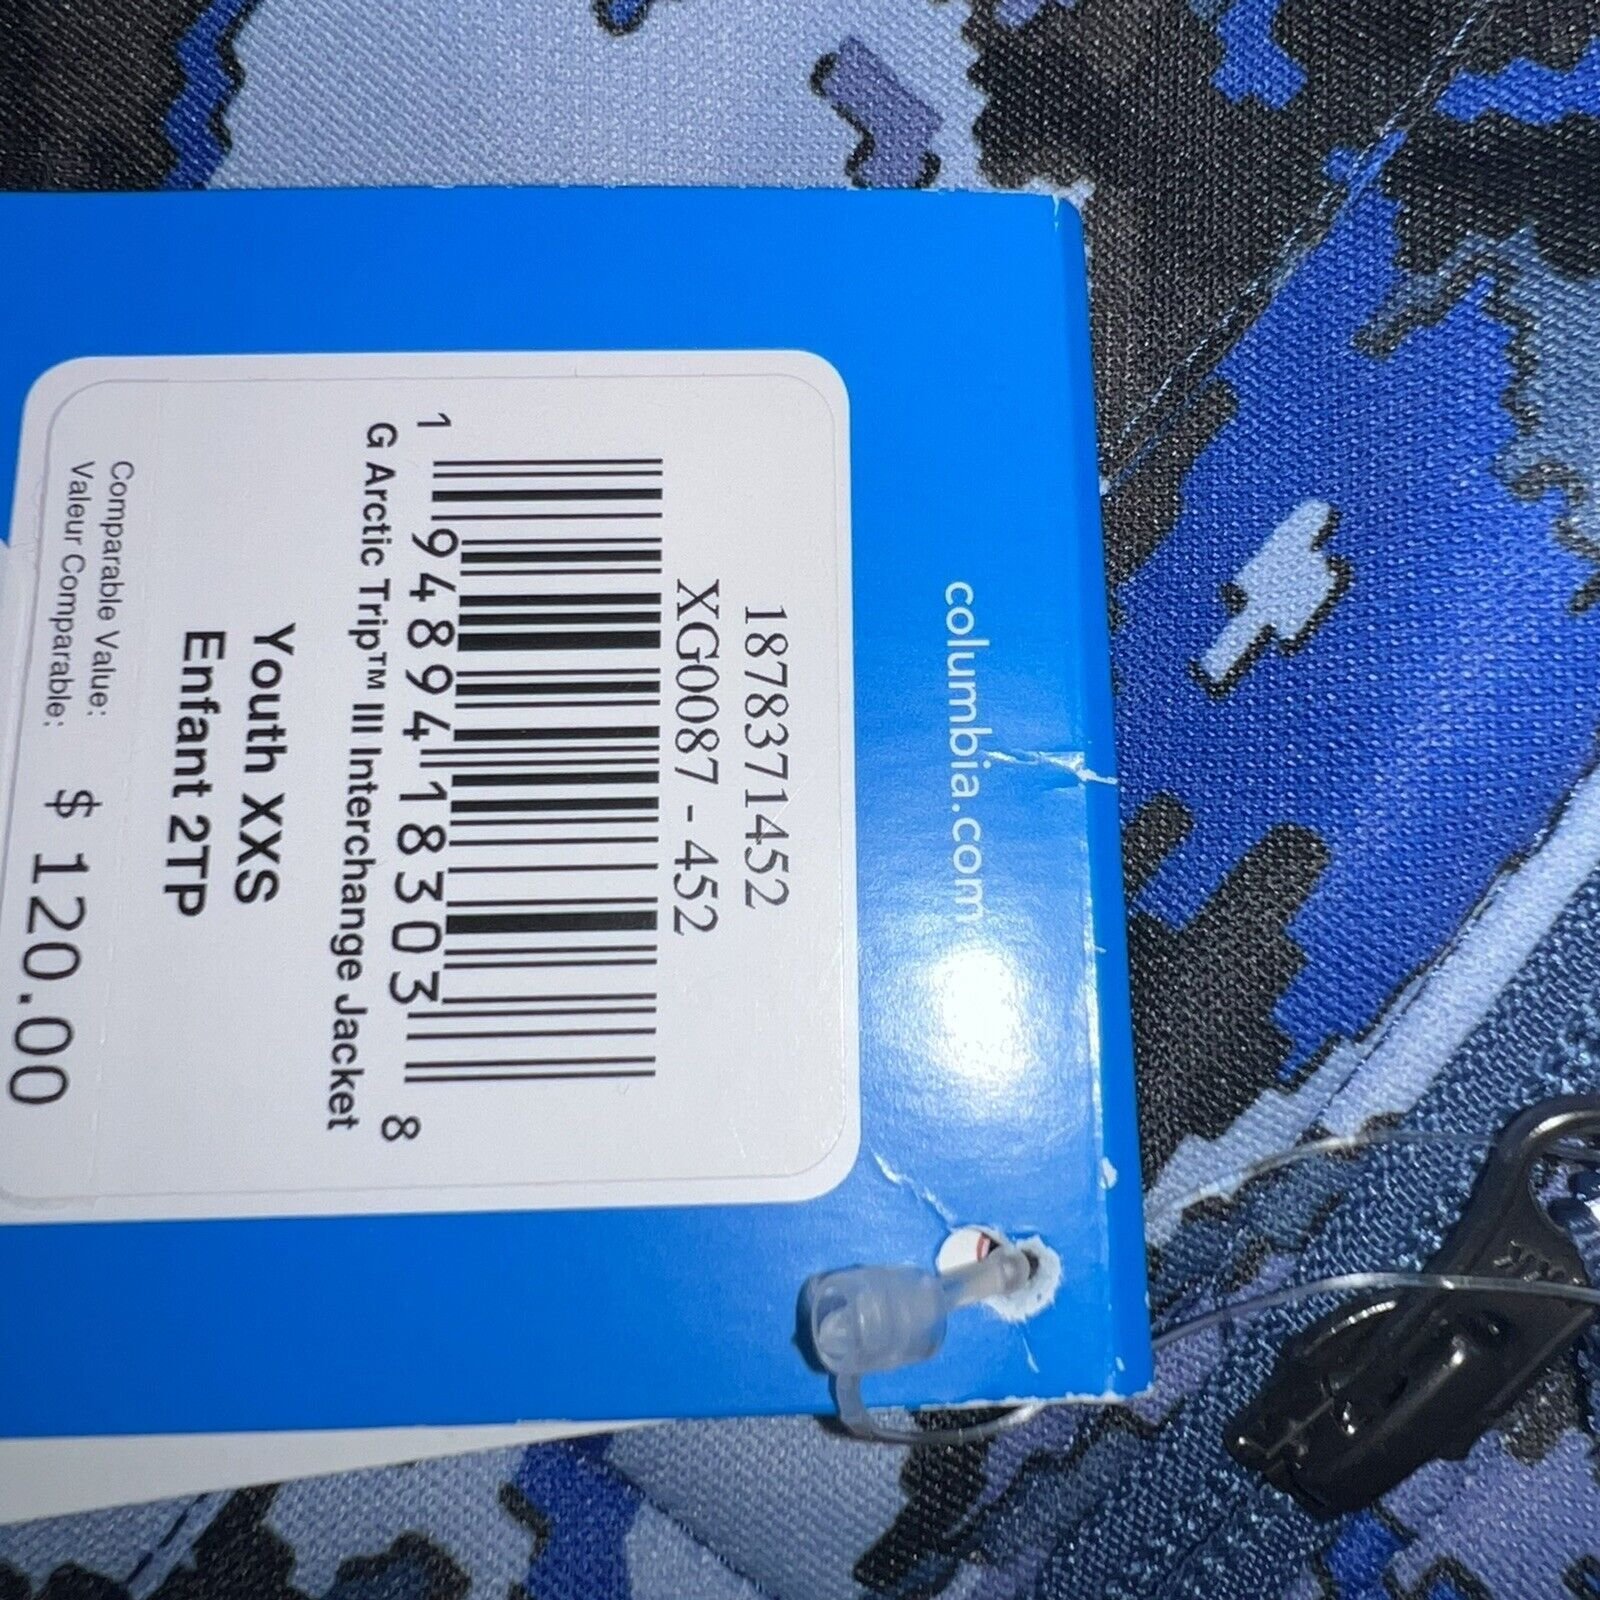 columbia.com
1878371452
XG0087 - 452
1 94894 18303 8
G Arctic Trip™ III Interchange Jacket
Youth XXS
Enfant 2TP
Comparable Value:
Valeur Comparable: $ 120.00